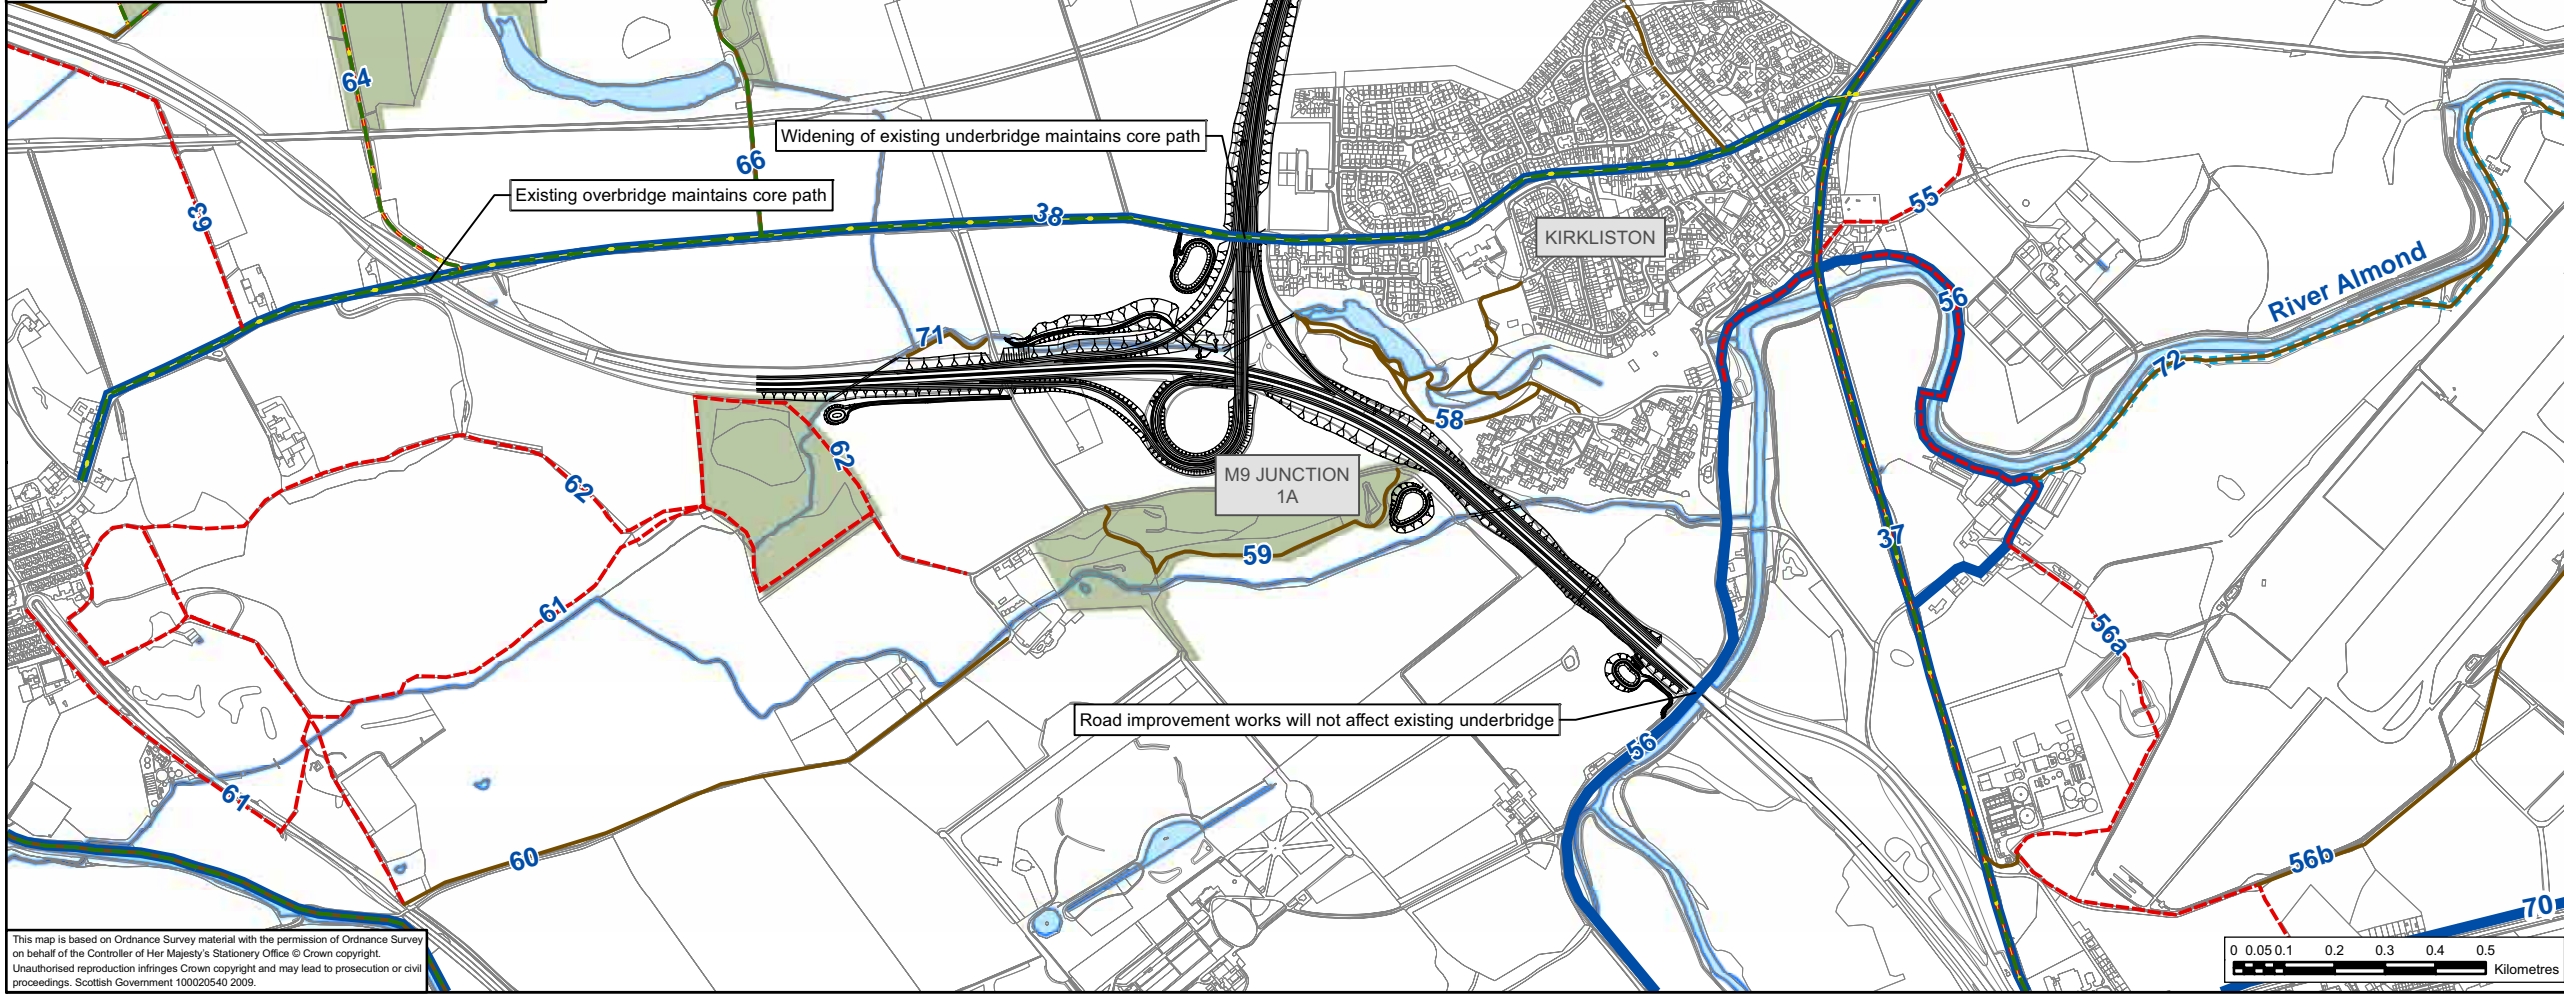 64
66
63
Widening of existing underbridge maintains core path
Existing overbridge maintains core path
38
KIRKLISTON
55
56
River Almond
71
72
58
62
M9 JUNCTION
1A
62
59
37
61
56a
Road improvement works will not affect existing underbridge
56
61
60
56b
70
This map is based on Ordnance Survey material with the permission of Ordnance Survey
on behalf of the Controller of Her Majesty's Stationery Office © Crown copyright.
Unauthorised reproduction infringes Crown copyright and may lead to prosecution or civil
proceedings. Scottish Government 100020540 2009.
0 0.05 0.1 0.2 0.3 0.4 0.5
Kilometres